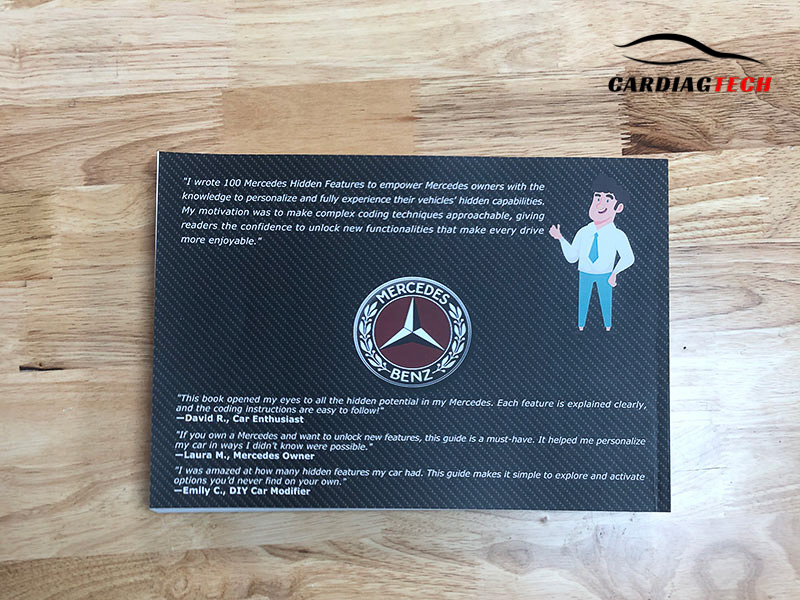 CARDIAGTECH
"I wrote 100 Mercedes Hidden Features to empower Mercedes owners with the
knowledge to personalize and fully experience their vehicles' hidden capabilities.
My motivation was to make complex coding techniques approachable, giving
readers the confidence to unlock new functionalities that make every drive
more enjoyable."
MERCEDES
BENZ
"This book opened my eyes to all the hidden potential in my Mercedes. Each feature is explained clearly,
and the coding instructions are easy to follow!"
—David R., Car Enthusiast
"If you own a Mercedes and want to unlock new features, this guide is a must-have. It helped me personalize
my car in ways I didn't know were possible."
—Laura M., Mercedes Owner
"I was amazed at how many hidden features my car had. This guide makes it simple to explore and activate
options you'd never find on your own."
—Emily C., DIY Car Modifier